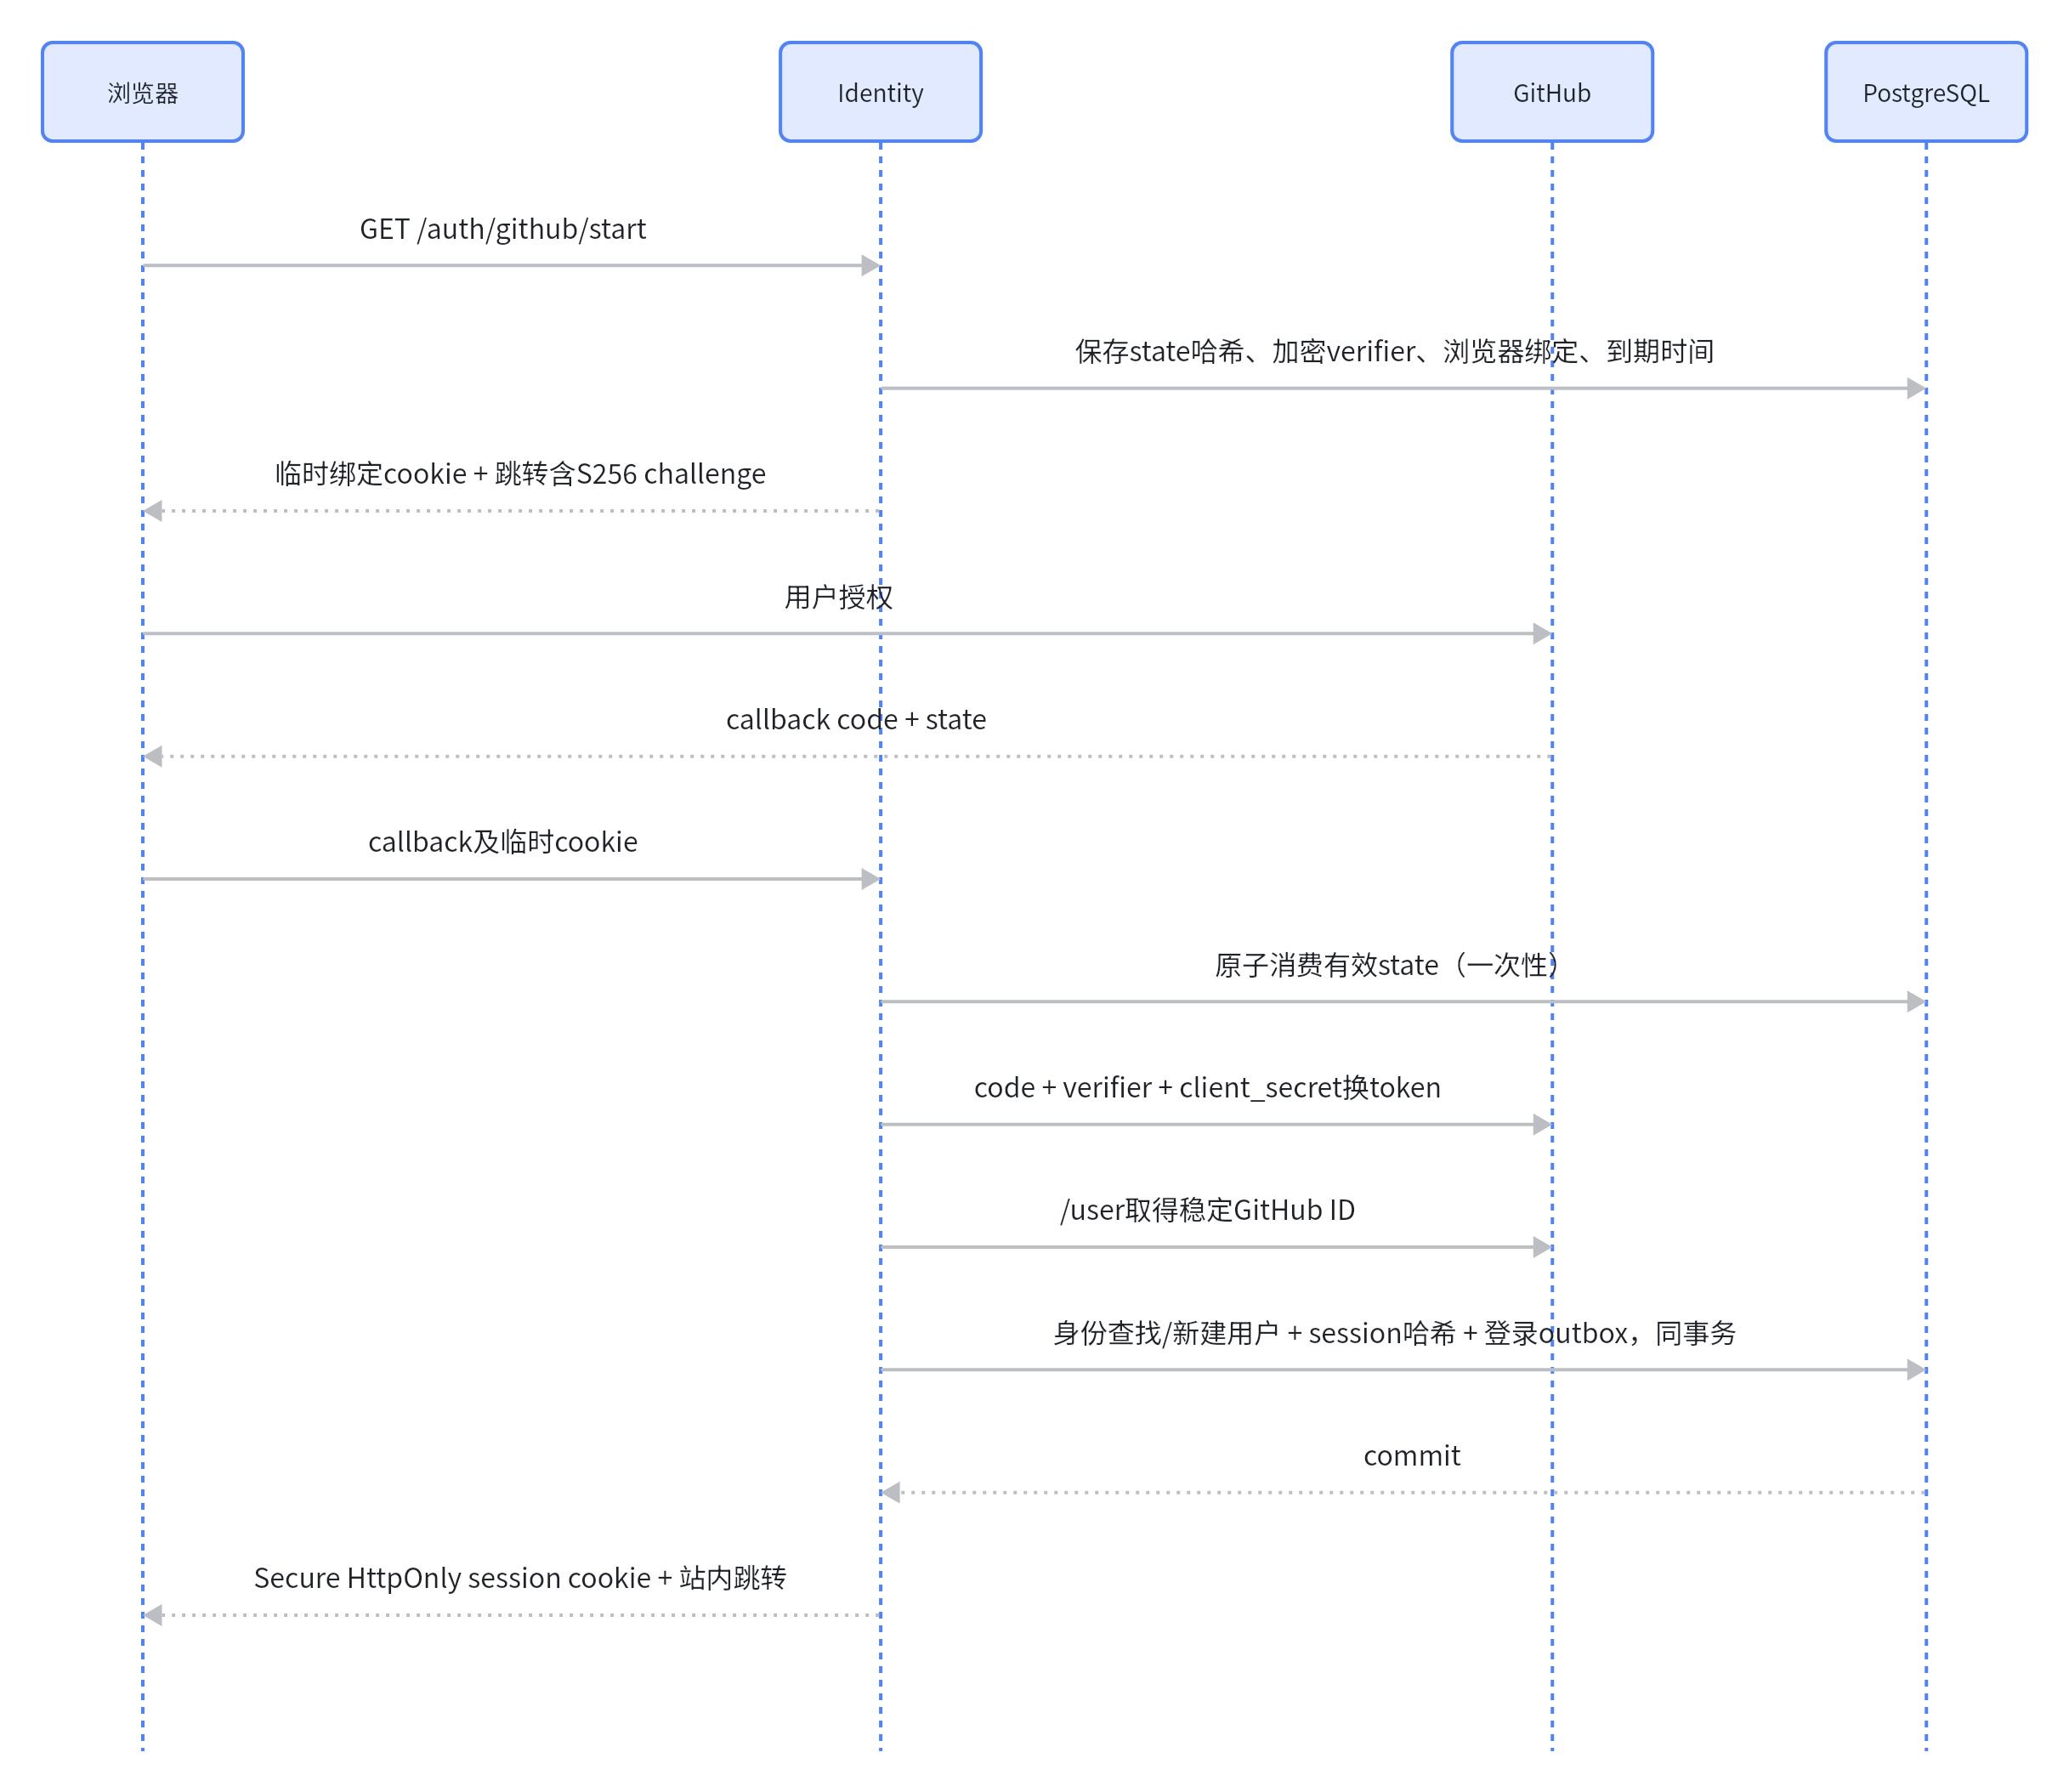 浏览器
Identity
GitHub
PostgreSQL
GET /auth/github/start
保存state哈希、加密verifier、浏览器绑定、到期时间
临时绑定cookie + 跳转含S256 challenge
用户授权
callback code + state
callback及临时cookie
原子消费有效state（一次性）
code + verifier + client_secret换token
/user取得稳定GitHub ID
身份查找/新建用户 + session哈希 + 登录outbox，同事务
commit
Secure HttpOnly session cookie + 站内跳转